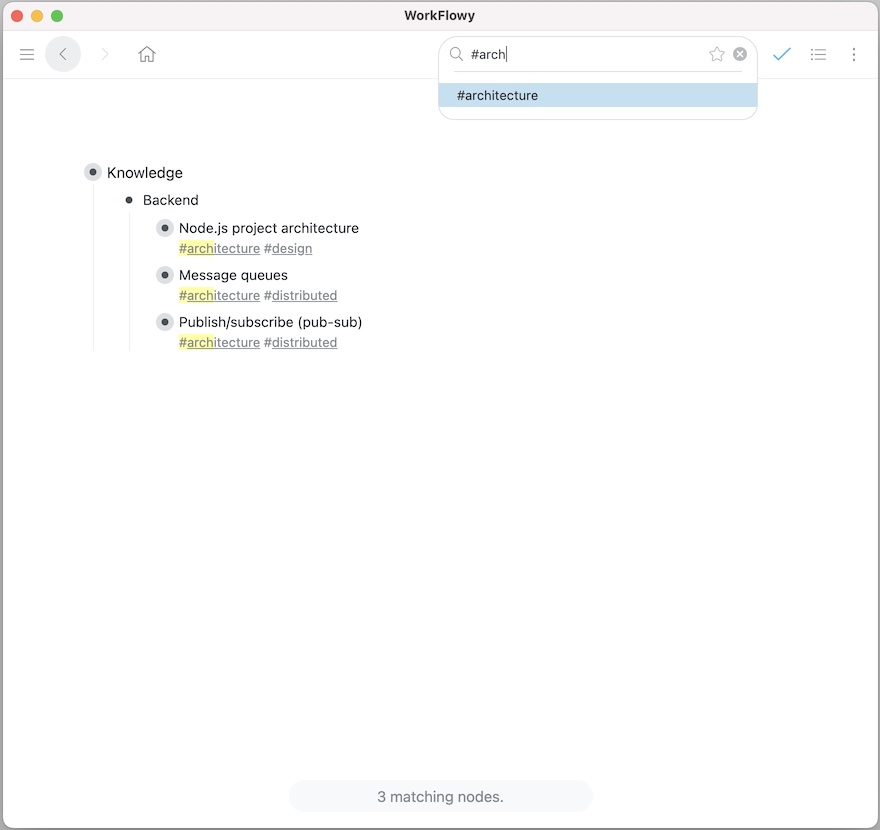 WorkFlowy
#arch
#architecture
Knowledge
Backend
Node.js project architecture
#architecture #design
Message queues
#architecture #distributed
Publish/subscribe (pub-sub)
#architecture #distributed
3 matching nodes.